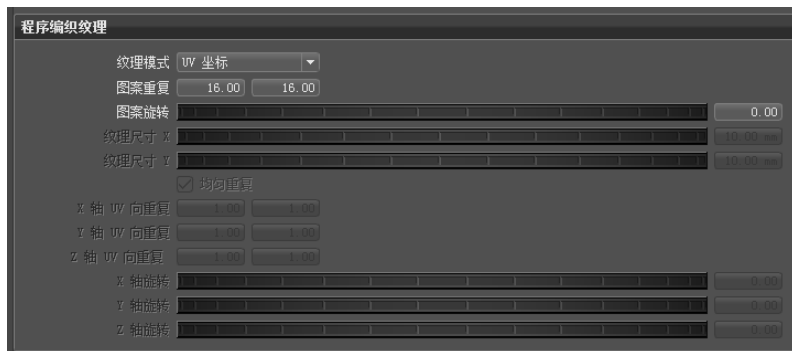 程序编织纹理
纹理模式 UV 坐标
图案重复 16.00 16.00
图案旋转 0.00
纹理尺寸 X 10.00 mm
纹理尺寸 Y 10.00 mm
均匀重复
X 轴 UV 向重复 1.00 1.00
Y 轴 UV 向重复 1.00 1.00
Z 轴 UV 向重复 1.00 1.00
X 轴旋转 0.00
Y 轴旋转 0.00
Z 轴旋转 0.00